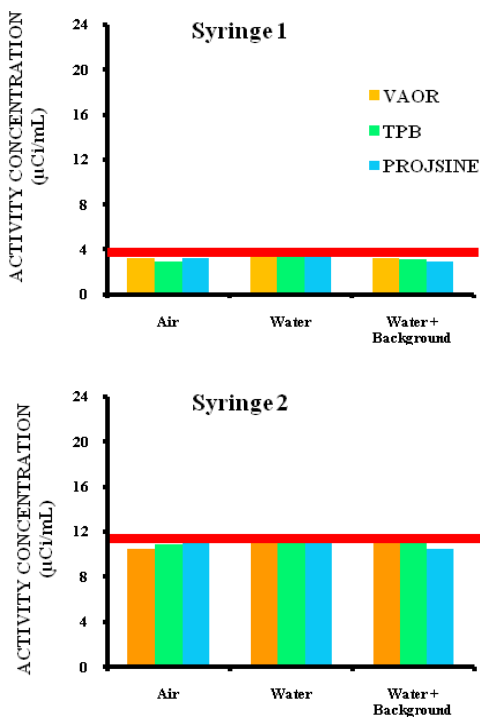 Syringe 1
ACTIVITY CONCENTRATION
(µCi/mL)
24
20
16
12
8
4
0
VAOR
TPB
PROJSINE
Air
Water
Water +
Background
Syringe 2
ACTIVITY CONCENTRATION
(µCi/mL)
24
20
16
12
8
4
0
Air
Water
Water +
Background